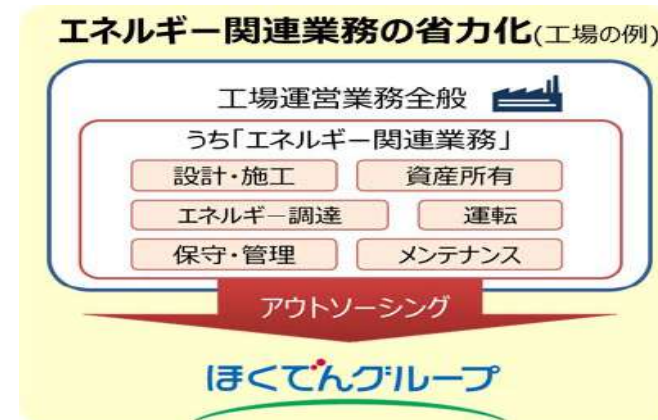 エネルギー関連業務の省力化(工場の例)
工場運営業務全般
うち「エネルギー関連業務」
設計・施工 資産所有
エネルギー調達 運転
保守・管理 メンテナンス
アウトソーシング
ほくでんグループ